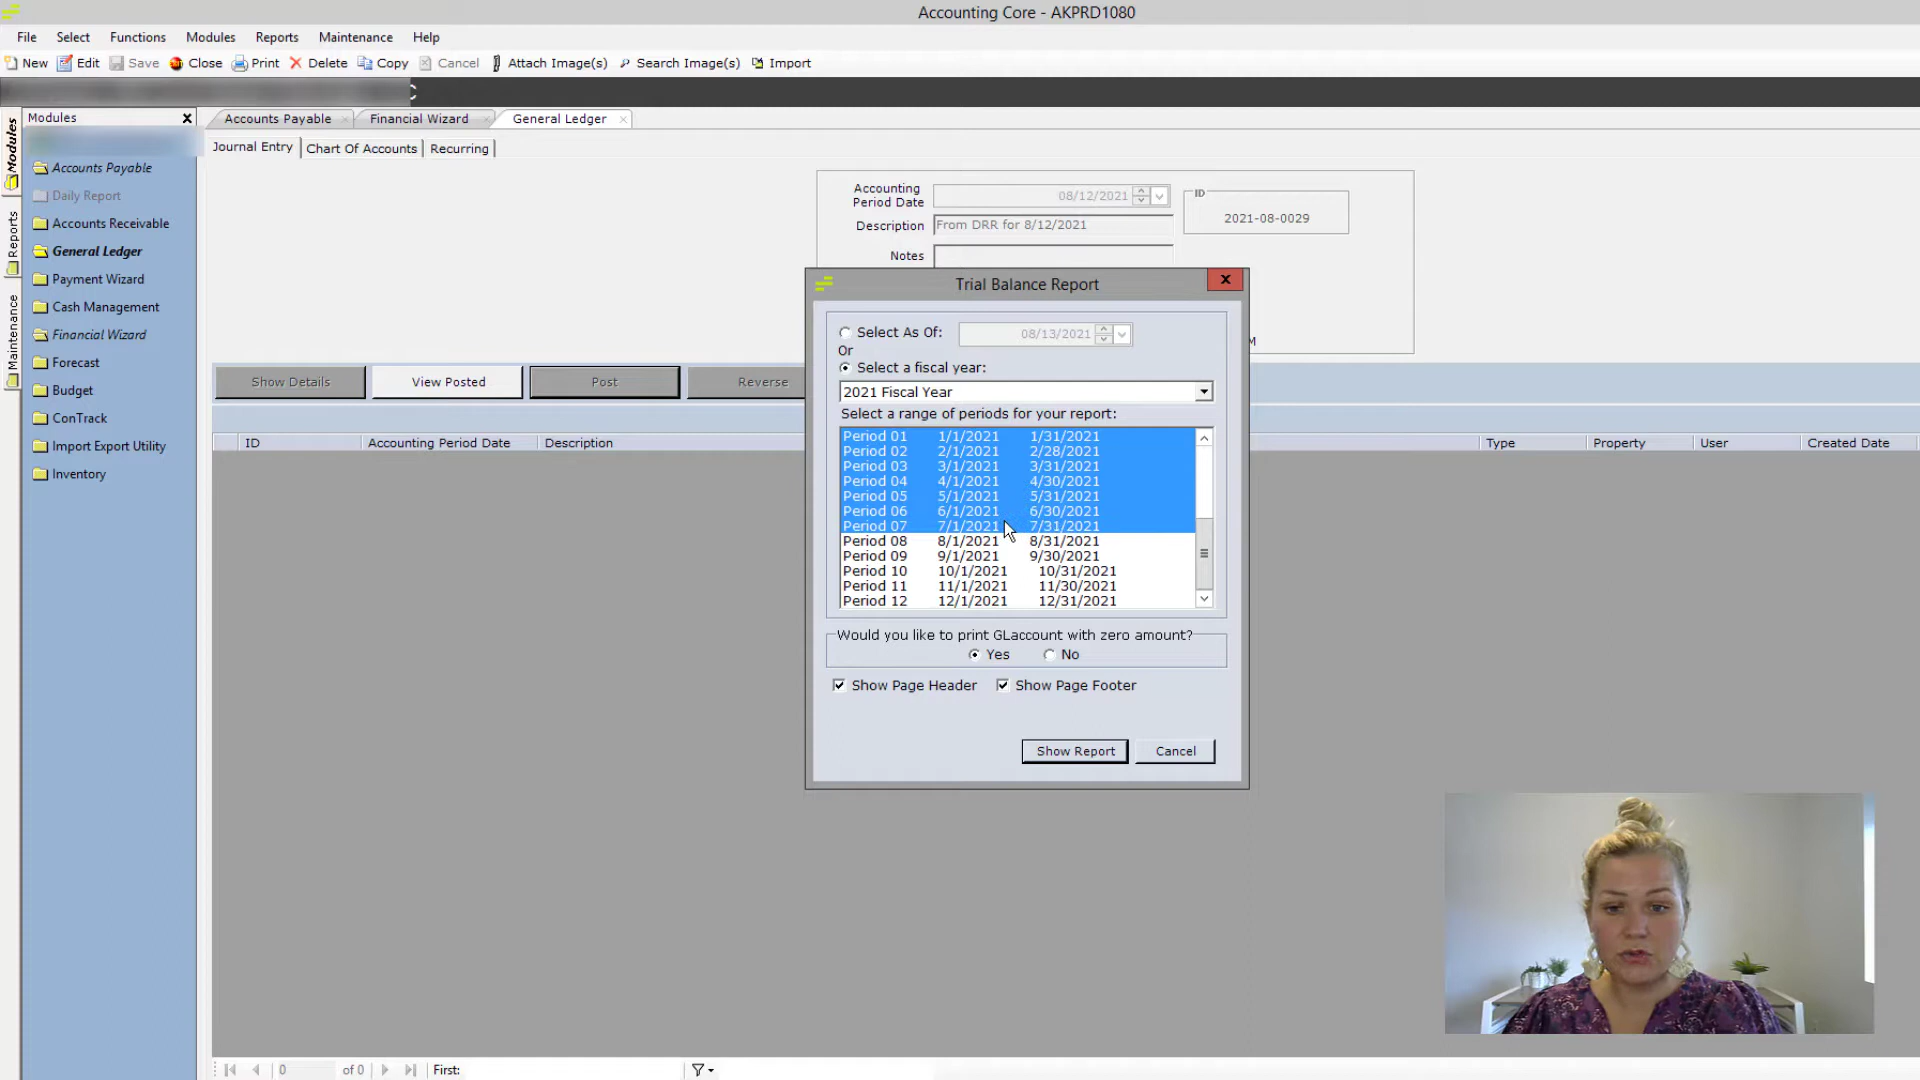 Accounting Core - AKPRD1080
File Select Functions Modules Reports Maintenance Help
New Edit Save Close Print Delete Copy Cancel Attach Image(s) Search Image(s) Import
C
Modules
Reports
Maintenance
Modules
Accounts Payable
Daily Report
Accounts Receivable
General Ledger
Payment Wizard
Cash Management
Financial Wizard
Forecast
Budget
ConTrack
Import Export Utility
Inventory
Accounts Payable Financial Wizard General Ledger
Journal Entry Chart Of Accounts Recurring
Accounting Period Date 08/12/2021
Description From DRR for 8/12/2021
Notes
ID
2021-08-0029
M
Show Details View Posted Post Reverse
ID Accounting Period Date Description Type Property User Created Date
Trial Balance Report
Select As Of: 08/13/2021
Or
Select a fiscal year:
2021 Fiscal Year
Select a range of periods for your report:
Period 01 1/1/2021 1/31/2021
Period 02 2/1/2021 2/28/2021
Period 03 3/1/2021 3/31/2021
Period 04 4/1/2021 4/30/2021
Period 05 5/1/2021 5/31/2021
Period 06 6/1/2021 6/30/2021
Period 07 7/1/2021 7/31/2021
Period 08 8/1/2021 8/31/2021
Period 09 9/1/2021 9/30/2021
Period 10 10/1/2021 10/31/2021
Period 11 11/1/2021 11/30/2021
Period 12 12/1/2021 12/31/2021
Would you like to print GLaccount with zero amount?
Yes No
Show Page Header Show Page Footer
Show Report Cancel
0 of 0 First: